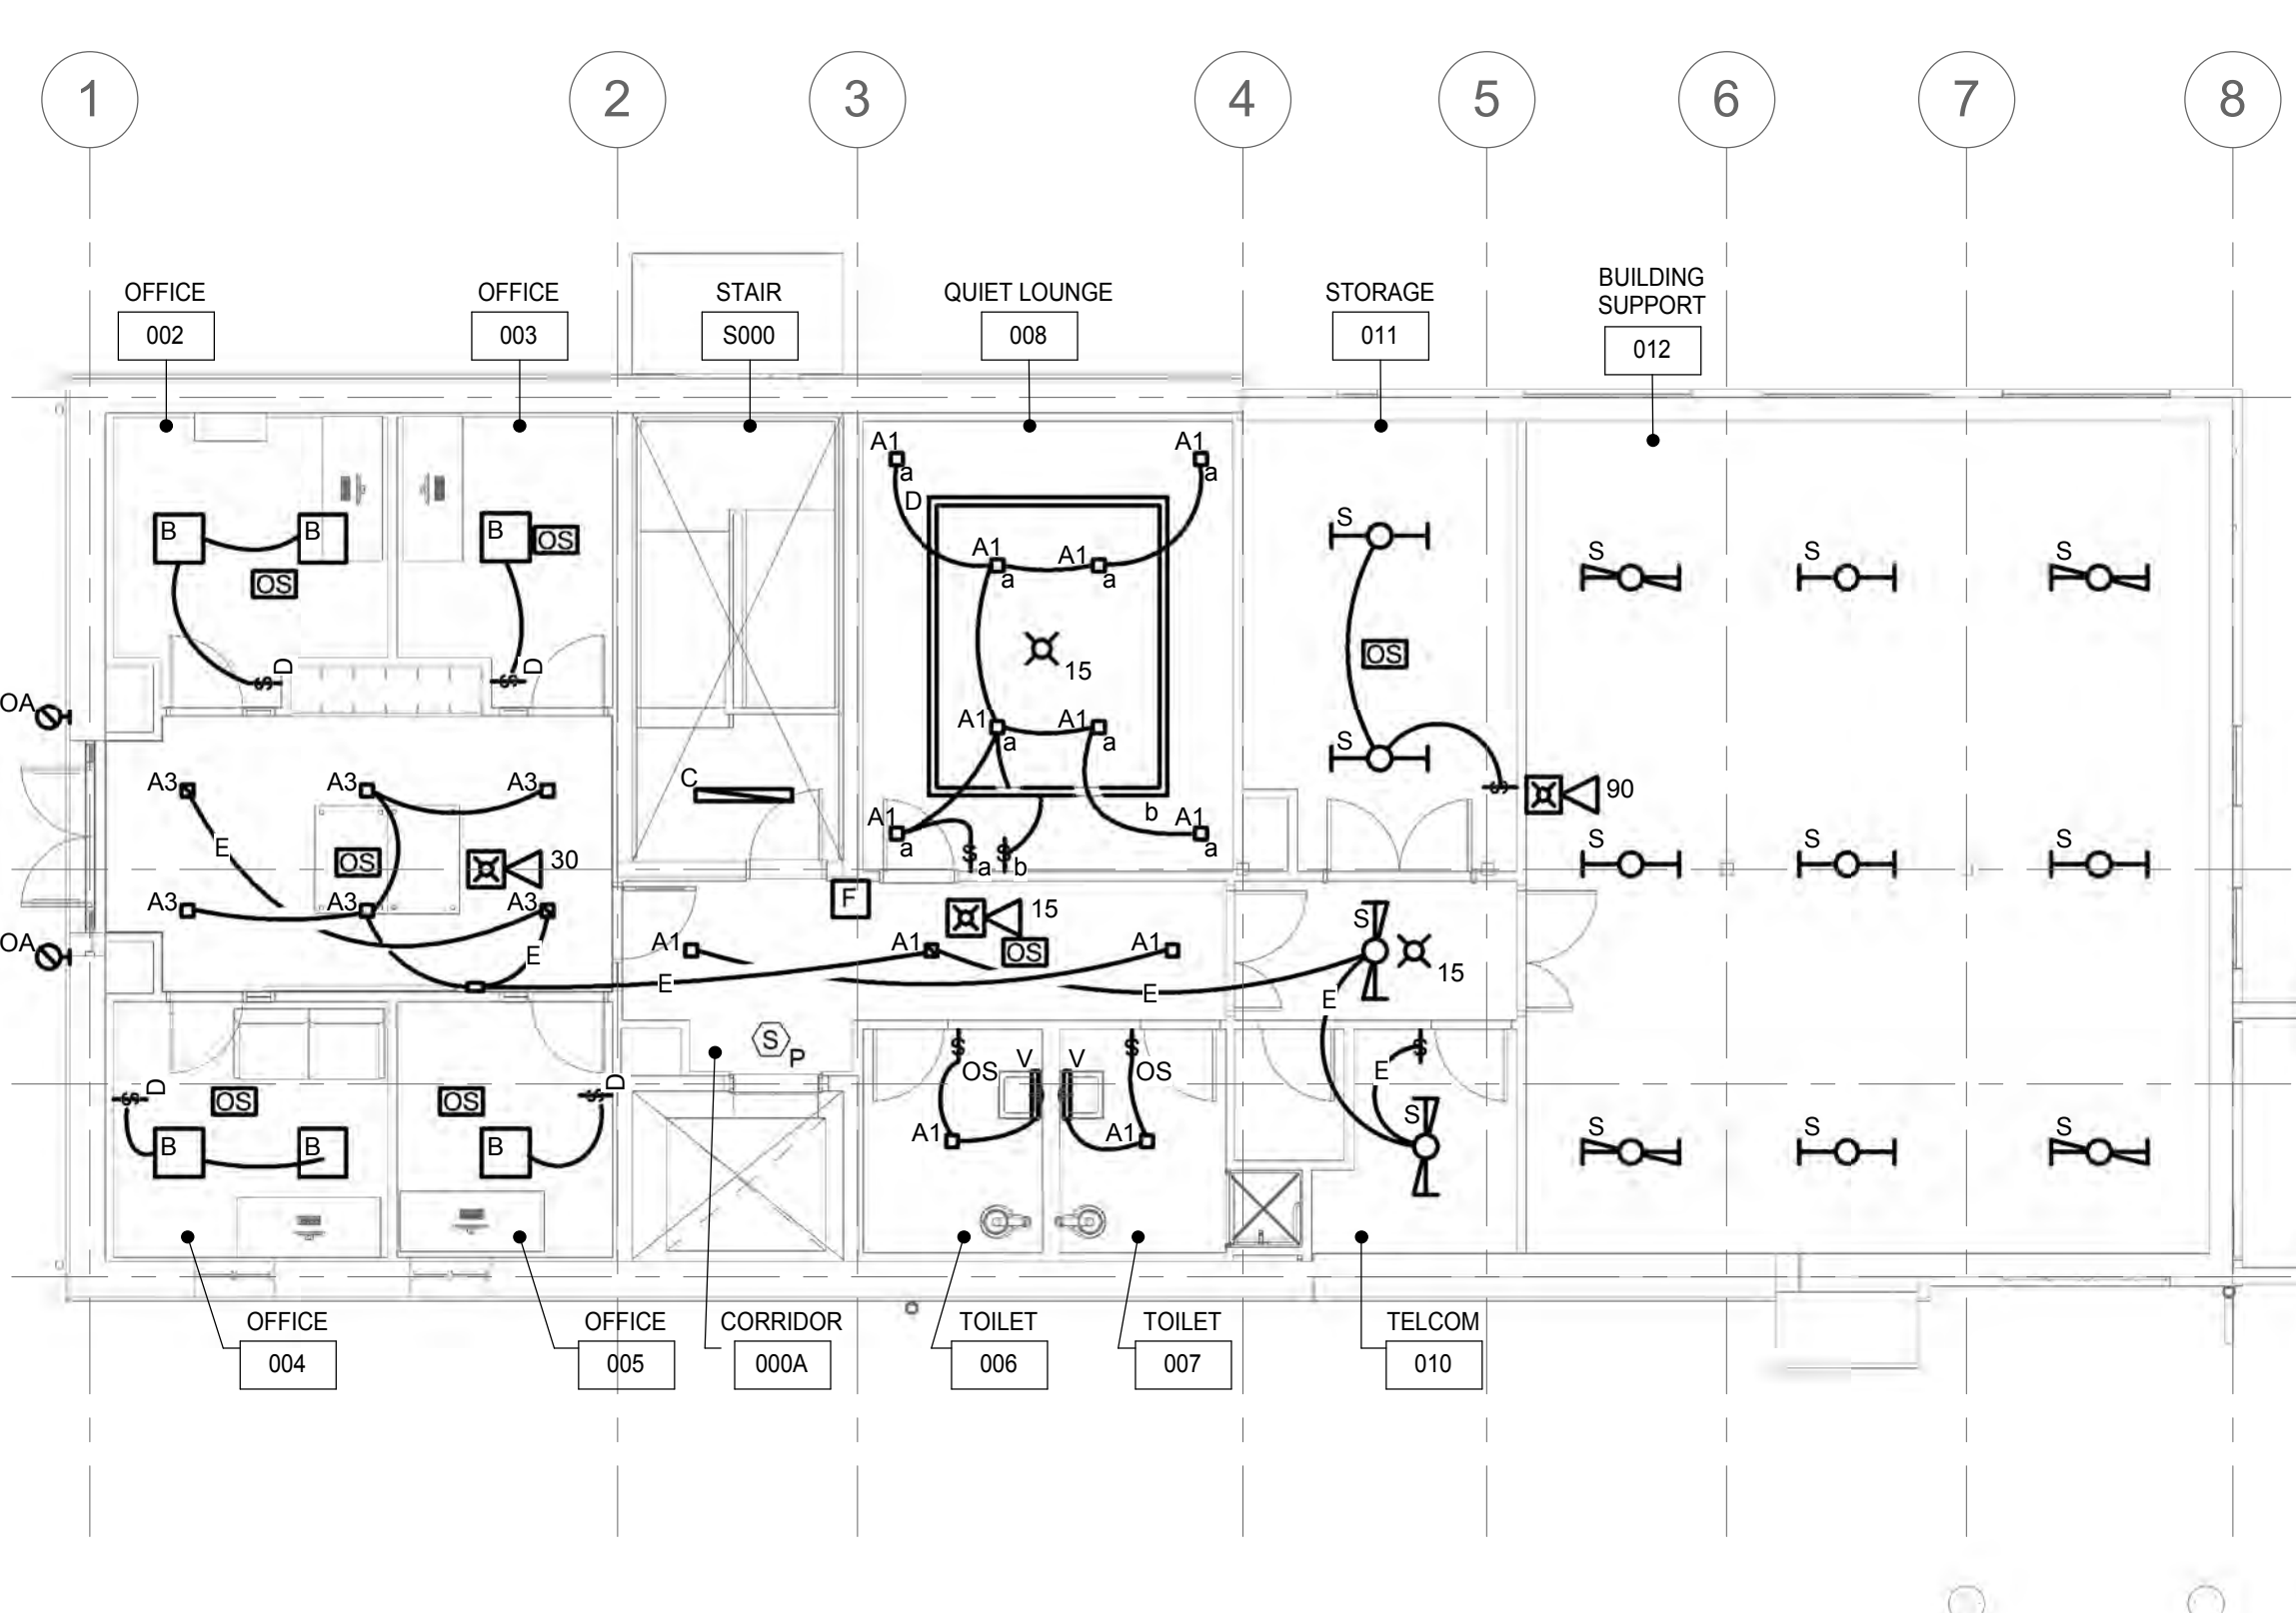 1 2 3 4 5 6 7 8
OFFICE
002
OFFICE
003
STAIR
S000
QUIET LOUNGE
008
STORAGE
011
BUILDING
SUPPORT
012
A1 A1
a a
D
B B B OS
S
S S S
A1 A1
a a
OS
15
OS
D D
OA
A1 A1
a a
S
C
A3 A3 A3
90
b
A1 A1
a a
E
OS
30
S S S
a b
F
A3 A3 A3
15
S
OA
A1 A1 A1
OS
E
15
E
E
E
S
P
V V
OS OS
E
D D
OS OS
S
B B B
A1 A1
S S S
OFFICE
004
OFFICE
005
CORRIDOR
000A
TOILET
006
TOILET
007
TELCOM
010